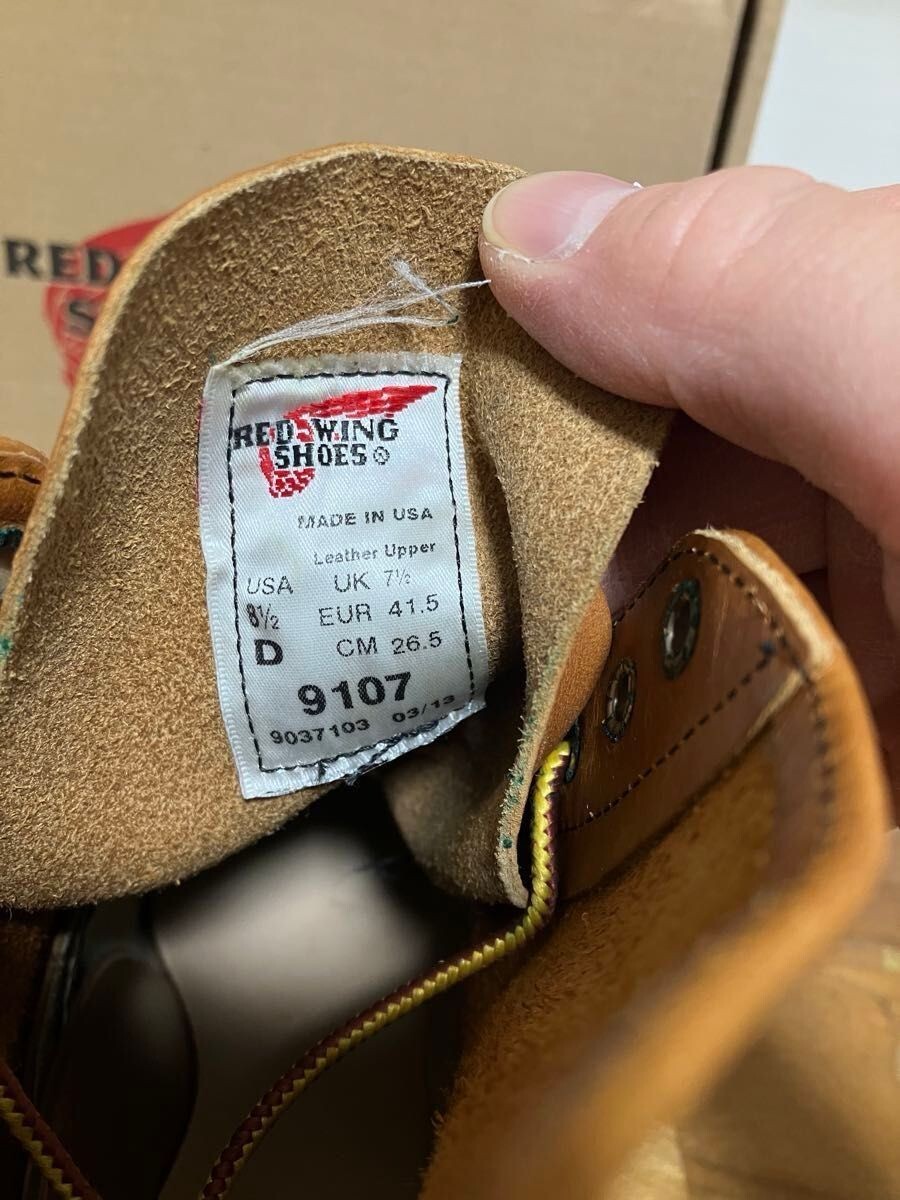 RED
S
RED WING
SHOES®
MADE IN USA
Leather Upper
USA UK 7½
8½ EUR 41.5
D CM 26.5
9107
9037103 03/13